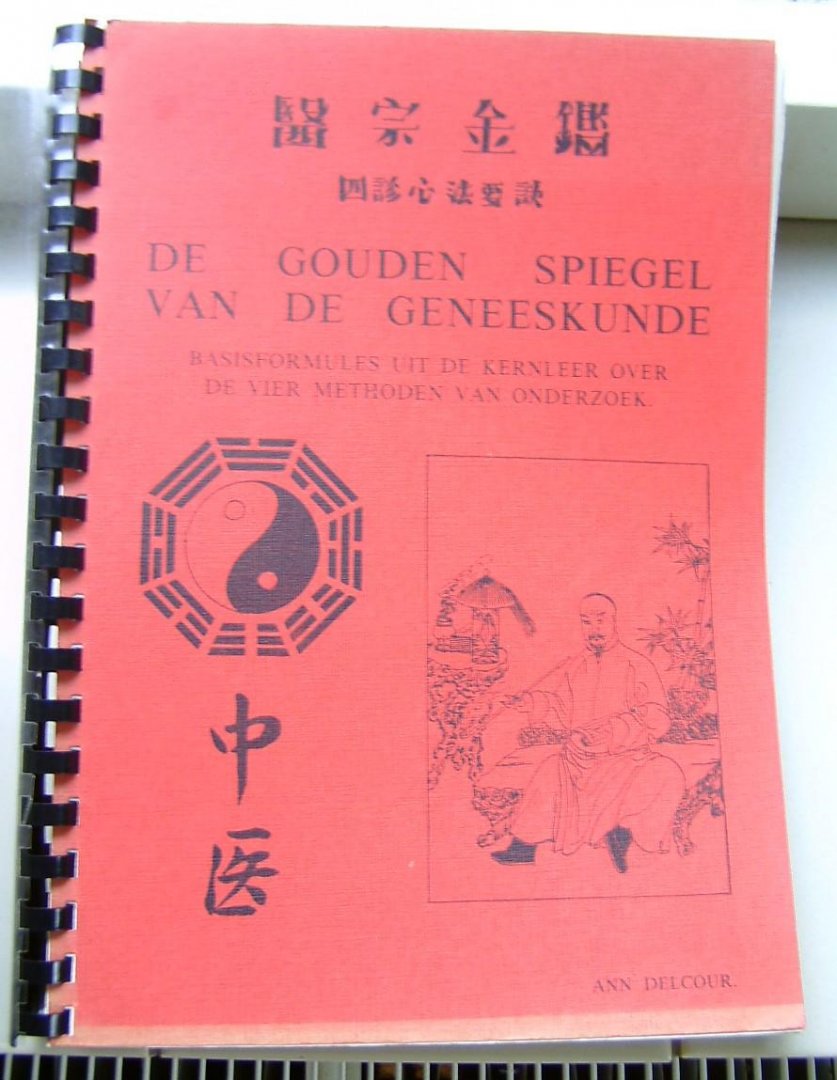 醫宗金鑑
四診心法要訣
DE GOUDEN SPIEGEL
VAN DE GENEESKUNDE
BASISFORMULES UIT DE KERNLEER OVER
DE VIER METHODEN VAN ONDERZOEK.
中
医
ANN DELCOUR.